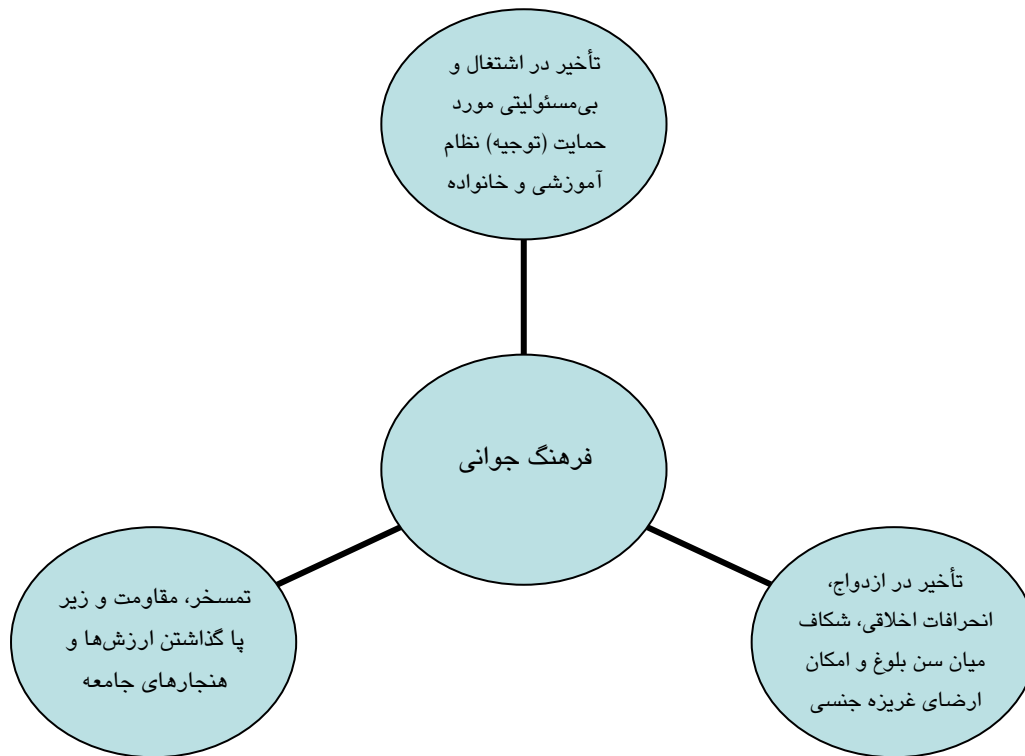 تأخیر در اشتغال و
بی‌مسئولیتی مورد
حمایت (توجیه) نظام
آموزشی و خانواده
فرهنگ جوانی
تأخیر در ازدواج،
انحرافات اخلاقی، شکاف
میان سن بلوغ و امکان
ارضای غریزه جنسی
تمسخر، مقاومت و زیر
پا گذاشتن ارزش‌ها و
هنجارهای جامعه